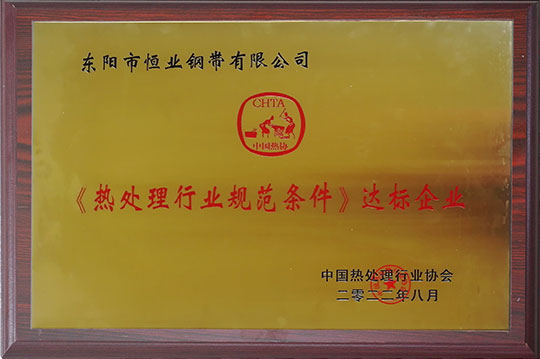 东阳市恒业钢带有限公司
CHTA
中国热协
《热处理行业规范条件》达标企业
中国热处理行业协会
二零二二年八月